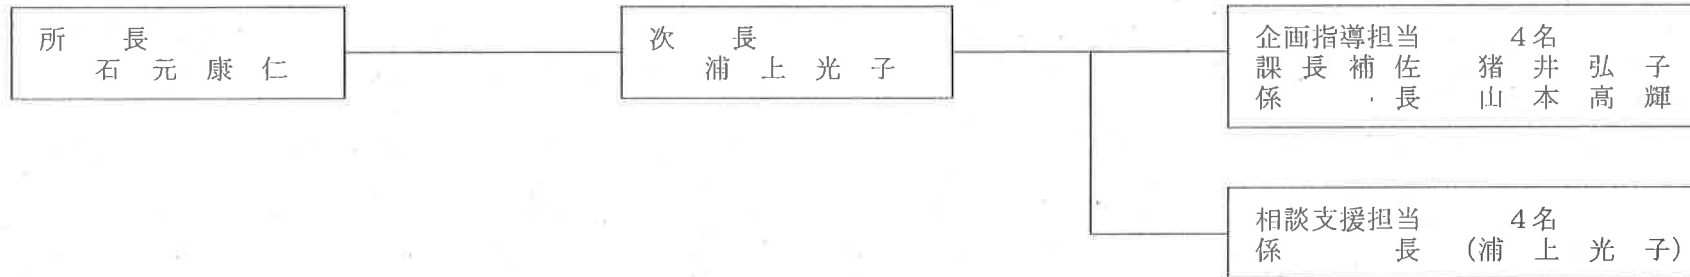 所　長
石元康仁
次　長
浦上光子
企画指導担当　4名
課長補佐　猪井弘子
係　長　山本高輝
相談支援担当　4名
係　長　(浦上光子)